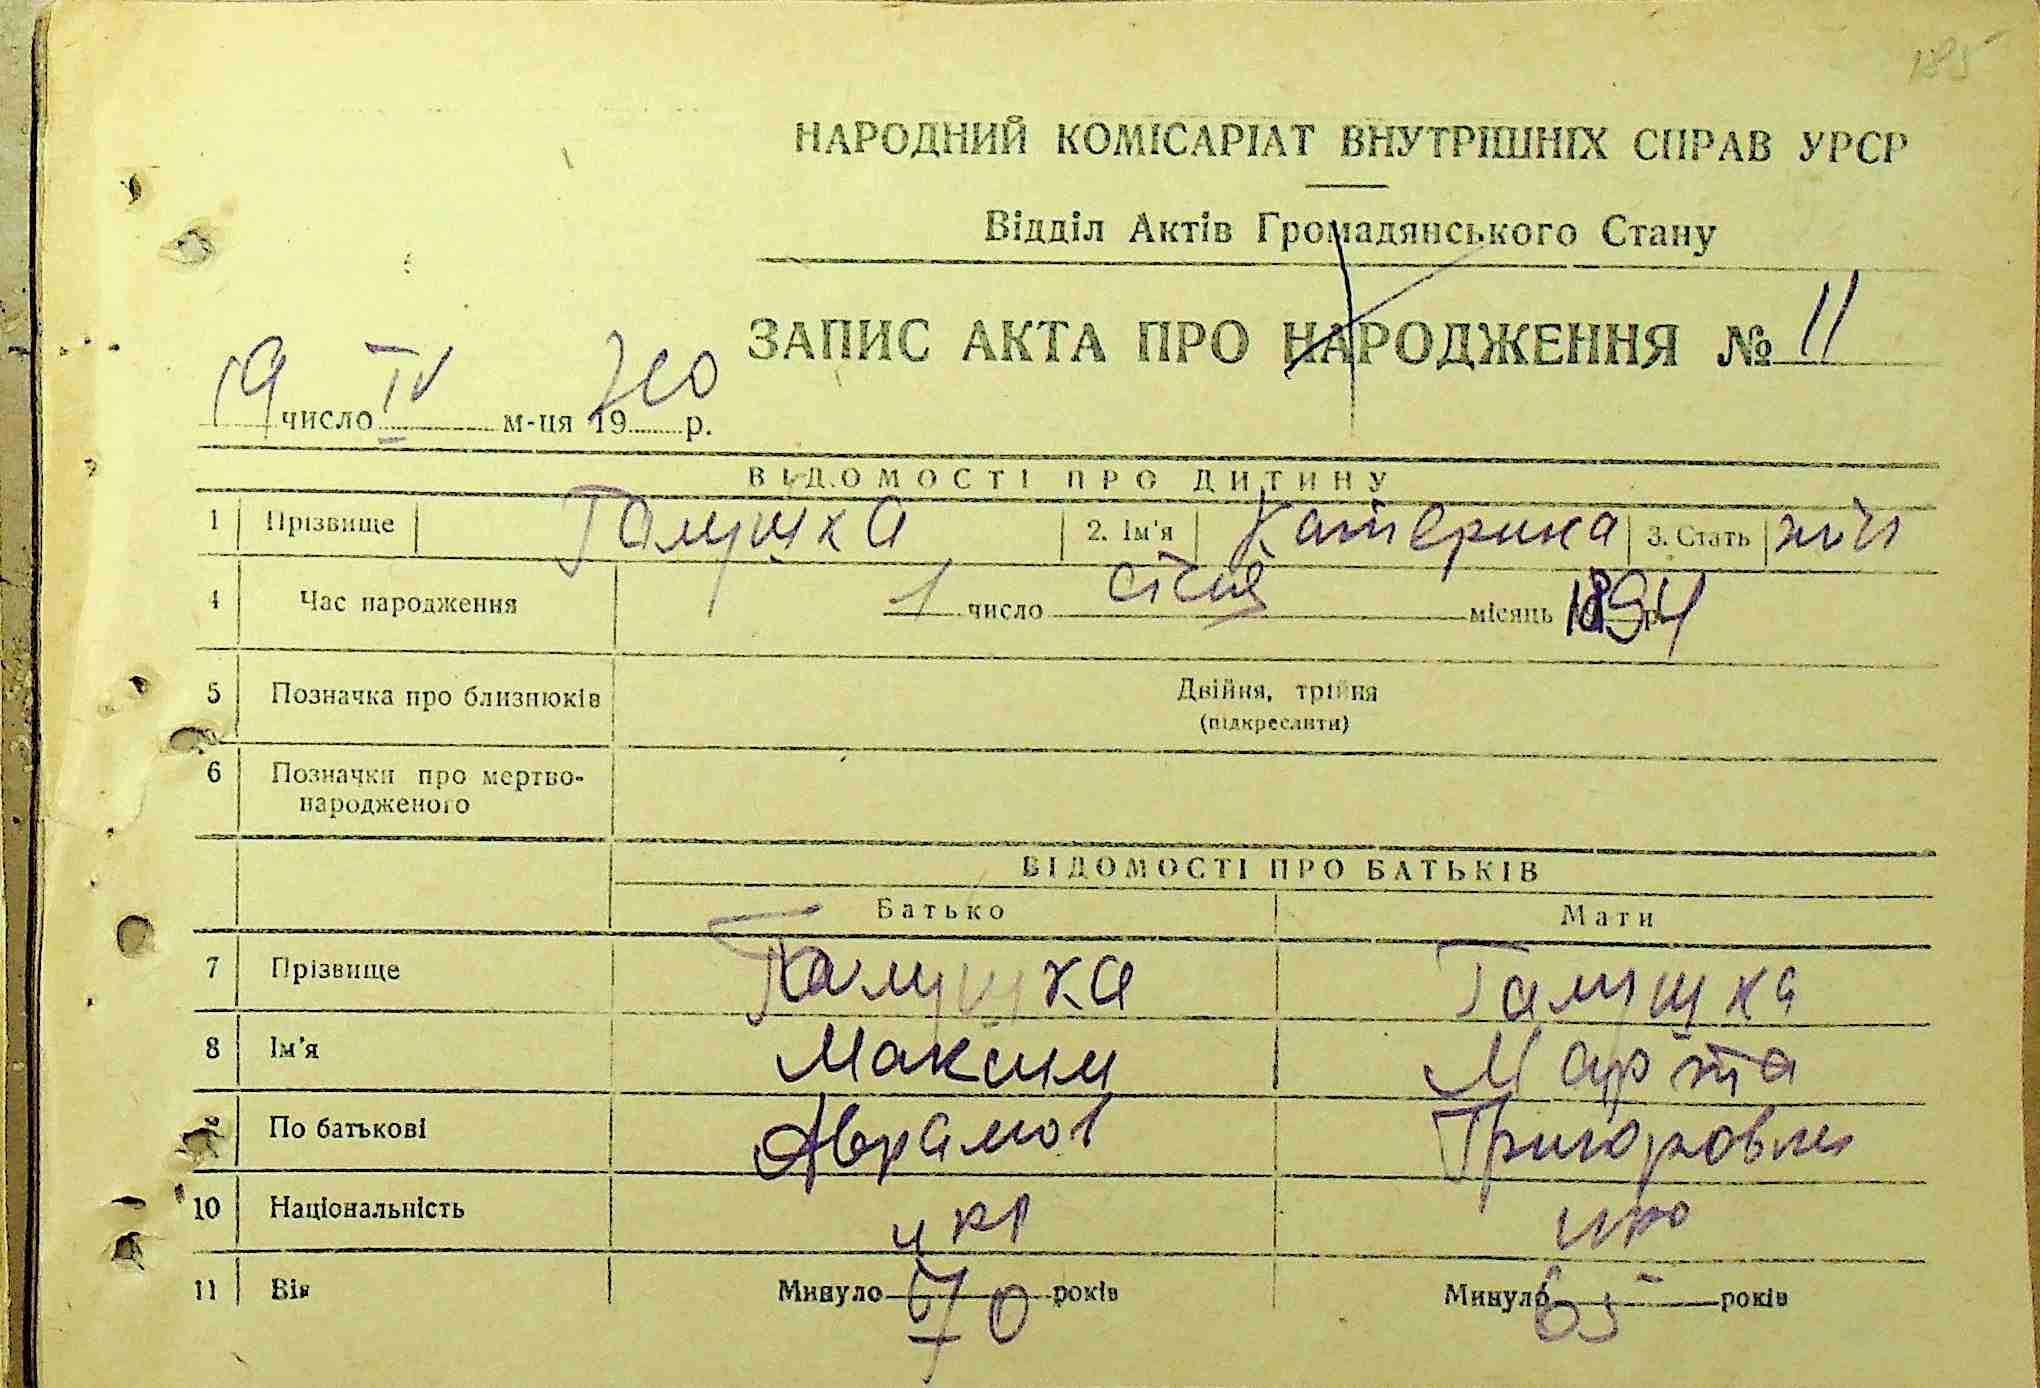 185
НАРОДНИЙ КОМІСАРІАТ ВНУТРІШНІХ СПРАВ УРСР
Відділ Актів Громадянського Стану
ЗАПИС АКТА ПРО НАРОДЖЕННЯ № 11
19 число IV м-ця 19 40 р.
ВІДОМОСТІ ПРО ДИТИНУ
1 Прізвище Галушка 2. Ім'я Катерина 3. Стать жін
4 Час народження 1 число січня місяць 1894 р.
5 Позначка про близнюків Двійня, трійня
(підкреслити)
6 Позначки про мертво-
народженого
ВІДОМОСТІ ПРО БАТЬКІВ
Батько Мати
7 Прізвище Галушка Галушка
8 Ім'я Максим Марта
9 По батькові Аврамов Григоровна
10 Національність укр укр
11 Вік Минуло 70 років Минуло 65 років